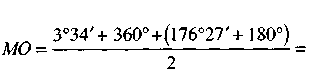 MO = 3°34′ + 360° + (176°27′ + 180°) / 2 =